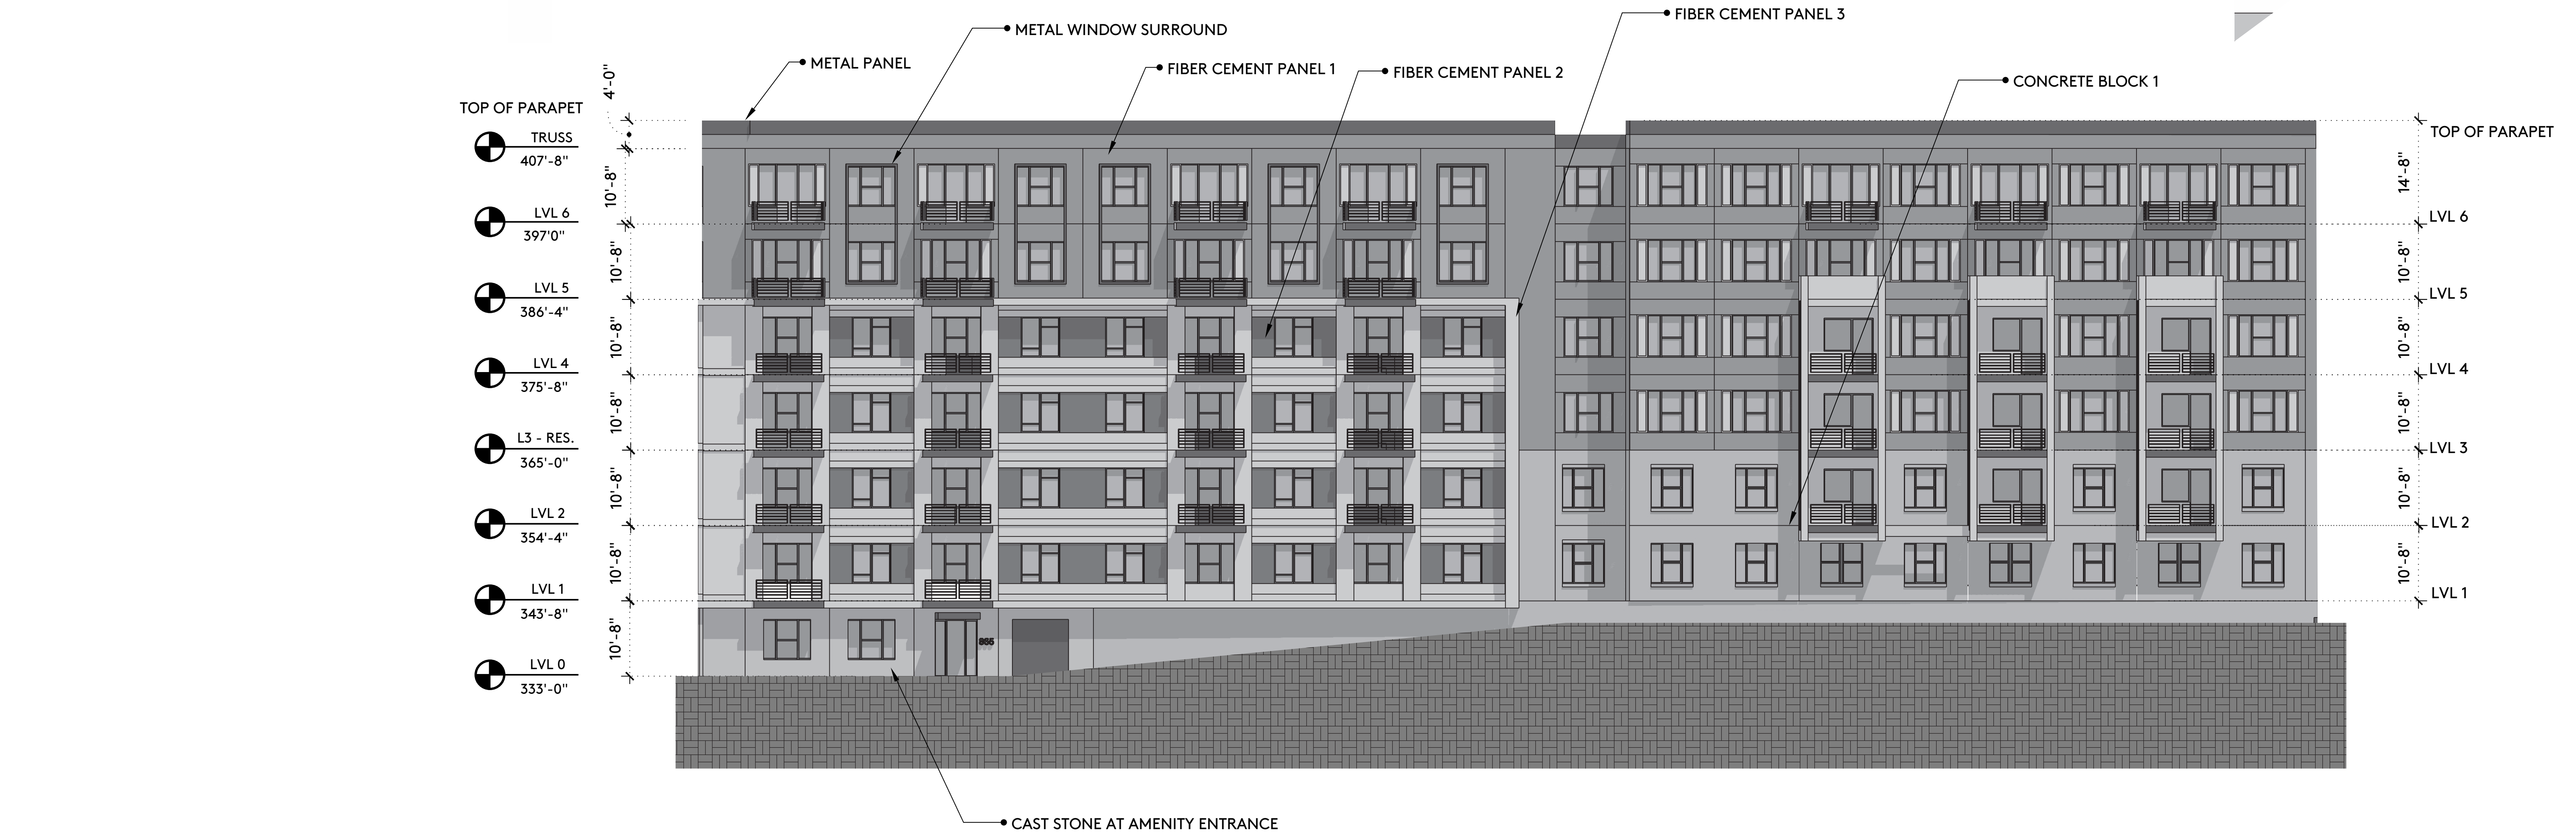 FIBER CEMENT PANEL 3
METAL WINDOW SURROUND
METAL PANEL
FIBER CEMENT PANEL 1
FIBER CEMENT PANEL 2
CONCRETE BLOCK 1
TOP OF PARAPET
4'-0"
TRUSS
407'-8"
10'-8"
LVL 6
397'0"
10'-8"
LVL 5
386'-4"
10'-8"
LVL 4
375'-8"
10'-8"
L3 - RES.
365'-0"
10'-8"
LVL 2
354'-4"
10'-8"
LVL 1
343'-8"
10'-8"
LVL 0
333'-0"
865
TOP OF PARAPET
14'-8"
LVL 6
10'-8"
LVL 5
10'-8"
LVL 4
10'-8"
LVL 3
10'-8"
LVL 2
10'-8"
LVL 1
CAST STONE AT AMENITY ENTRANCE